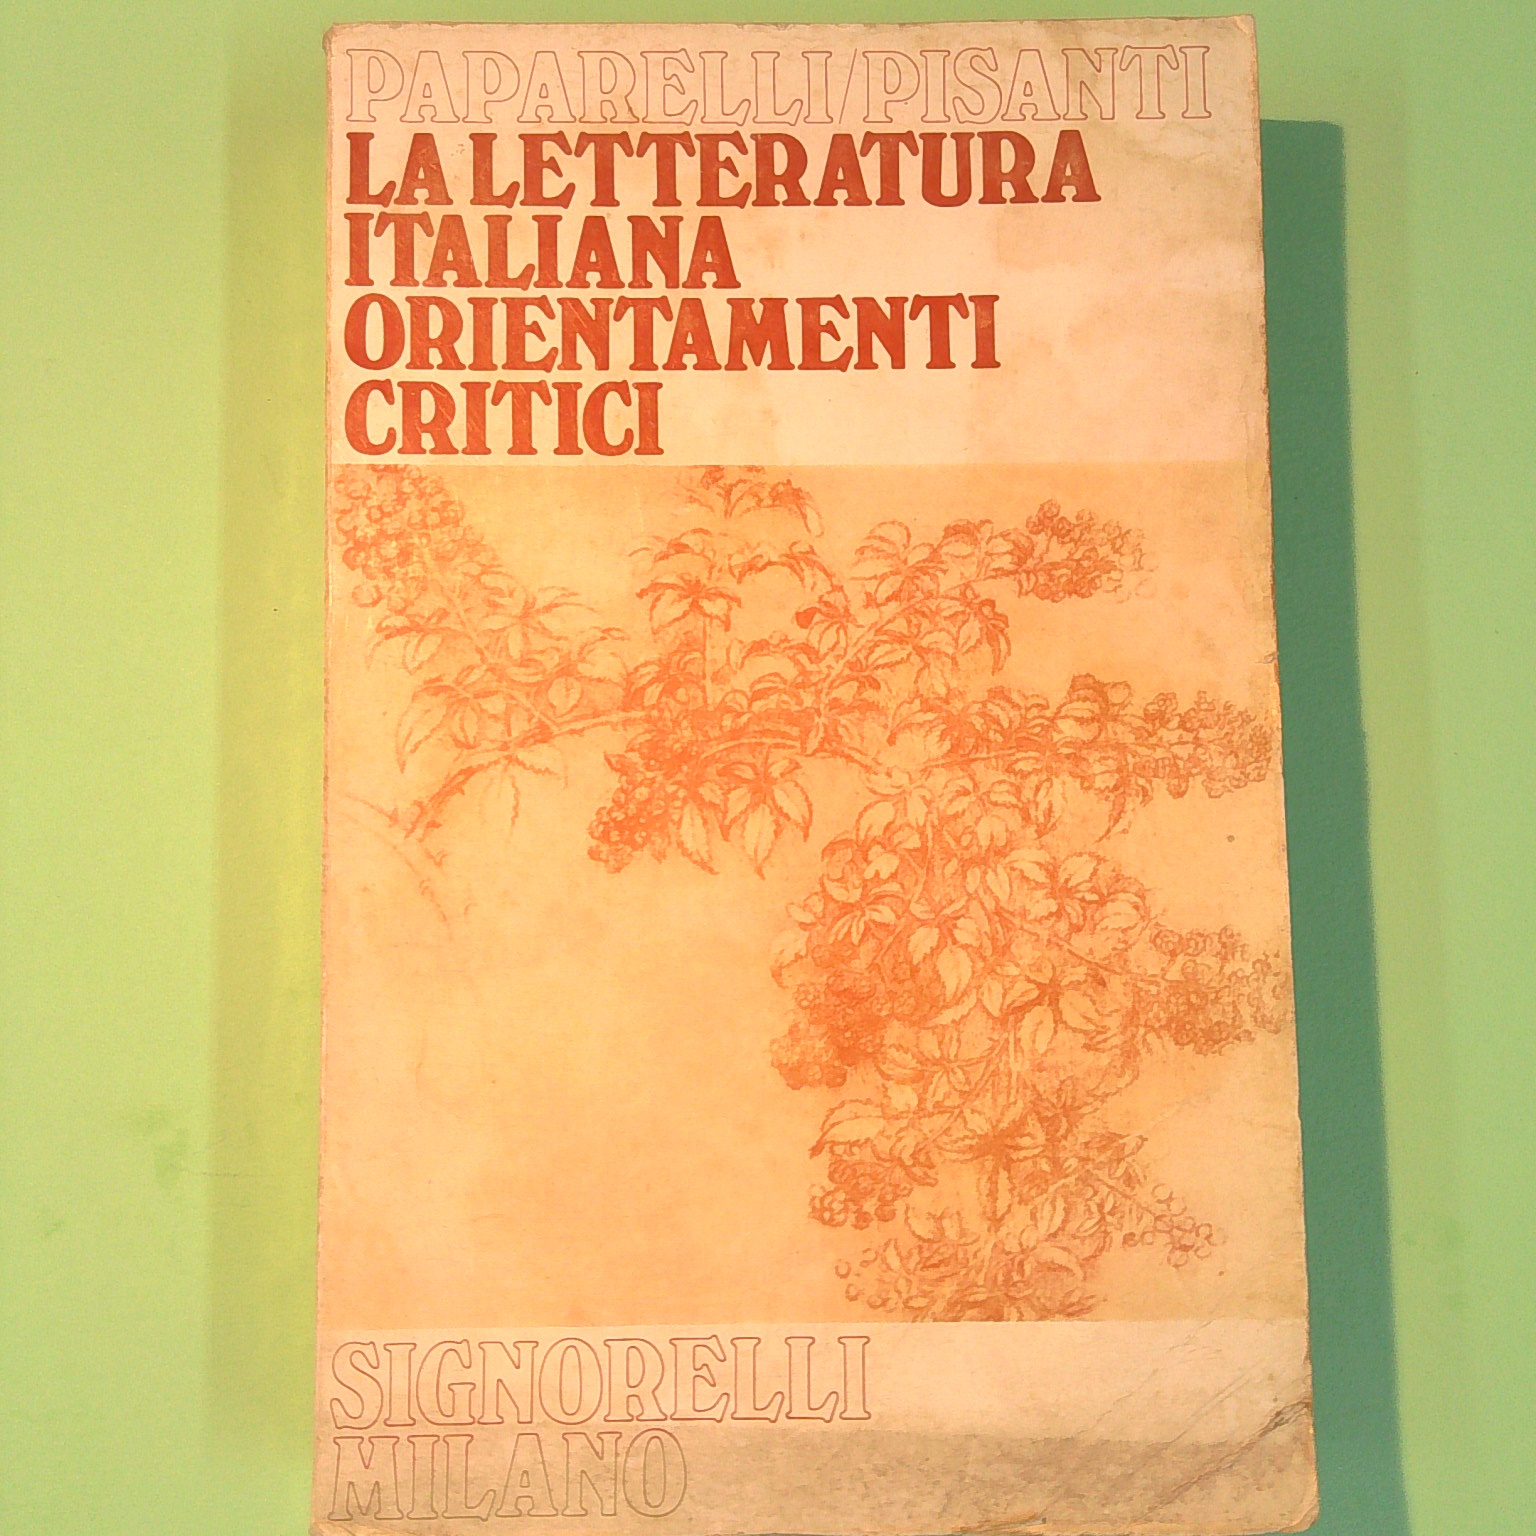 PAPARELLI/PISANTI
LA LETTERATURA
ITALIANA
ORIENTAMENTI
CRITICI
SIGNORELLI
MILANO